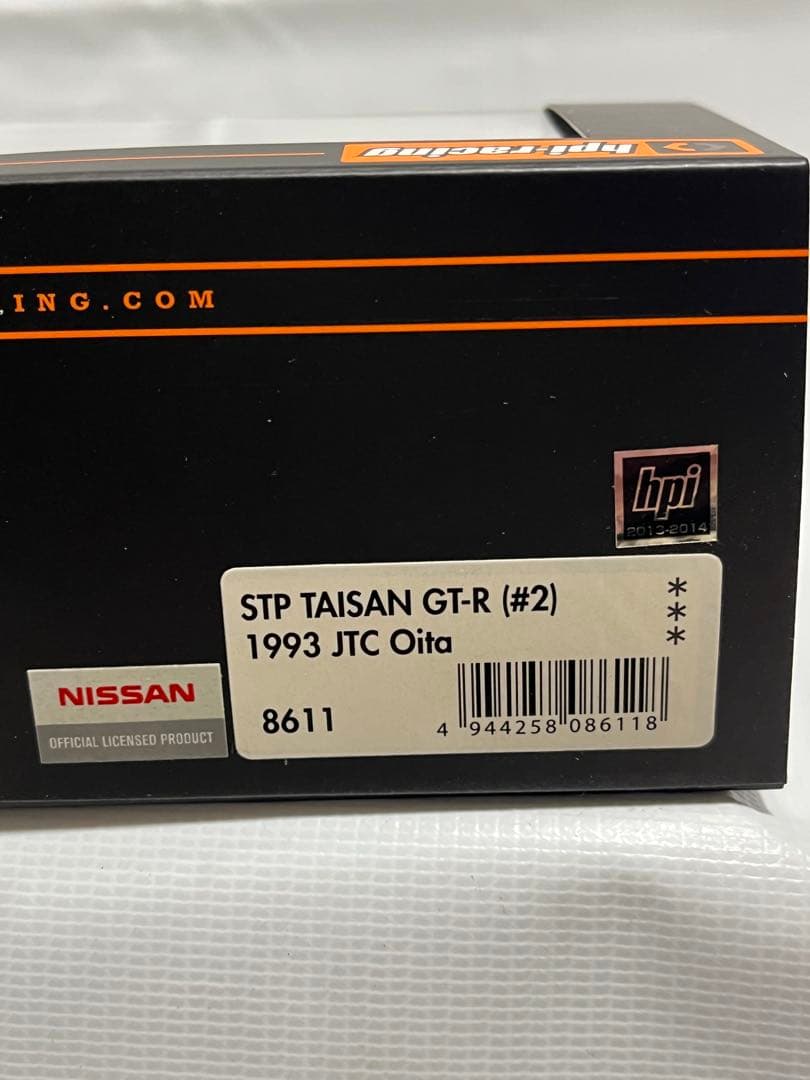 hpi-racing
ING.COM
hpi
2013-2014
STP TAISAN GT-R (#2)
***
1993 JTC Oita
NISSAN
OFFICIAL LICENSED PRODUCT
8611
4 944258 086118